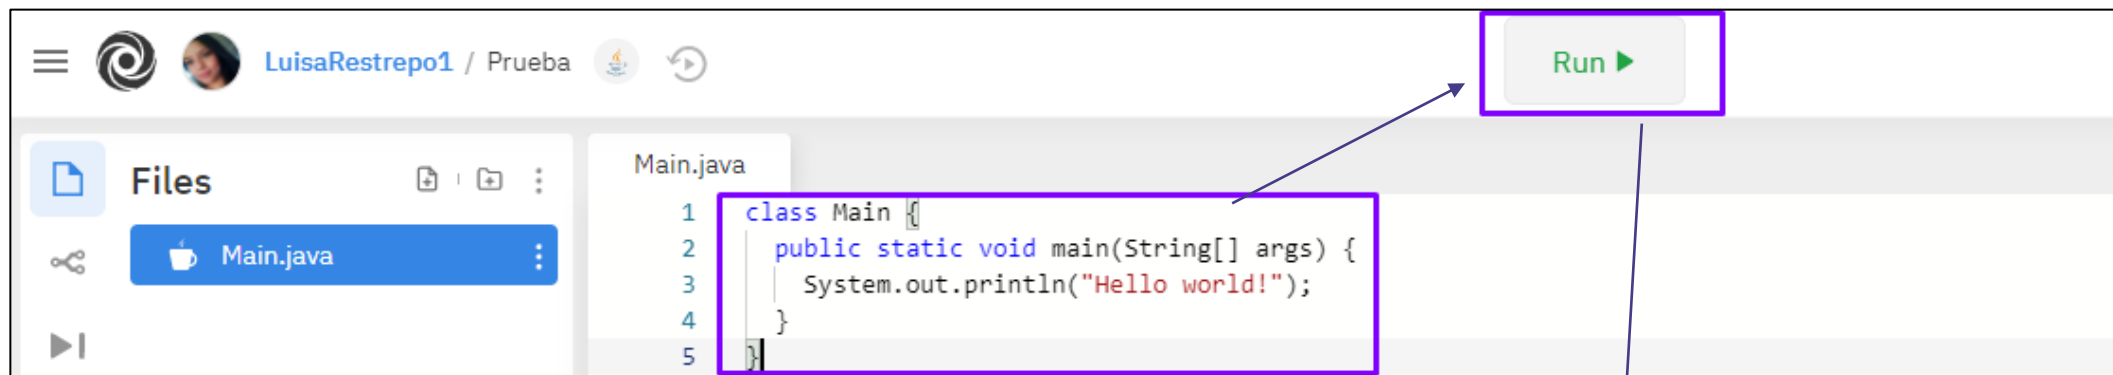 LuisaRestrepo1 / Prueba
Run
Files
Main.java
Main.java
1 class Main {
2 public static void main(String[] args) {
3 System.out.println("Hello world!");
4 }
5 }